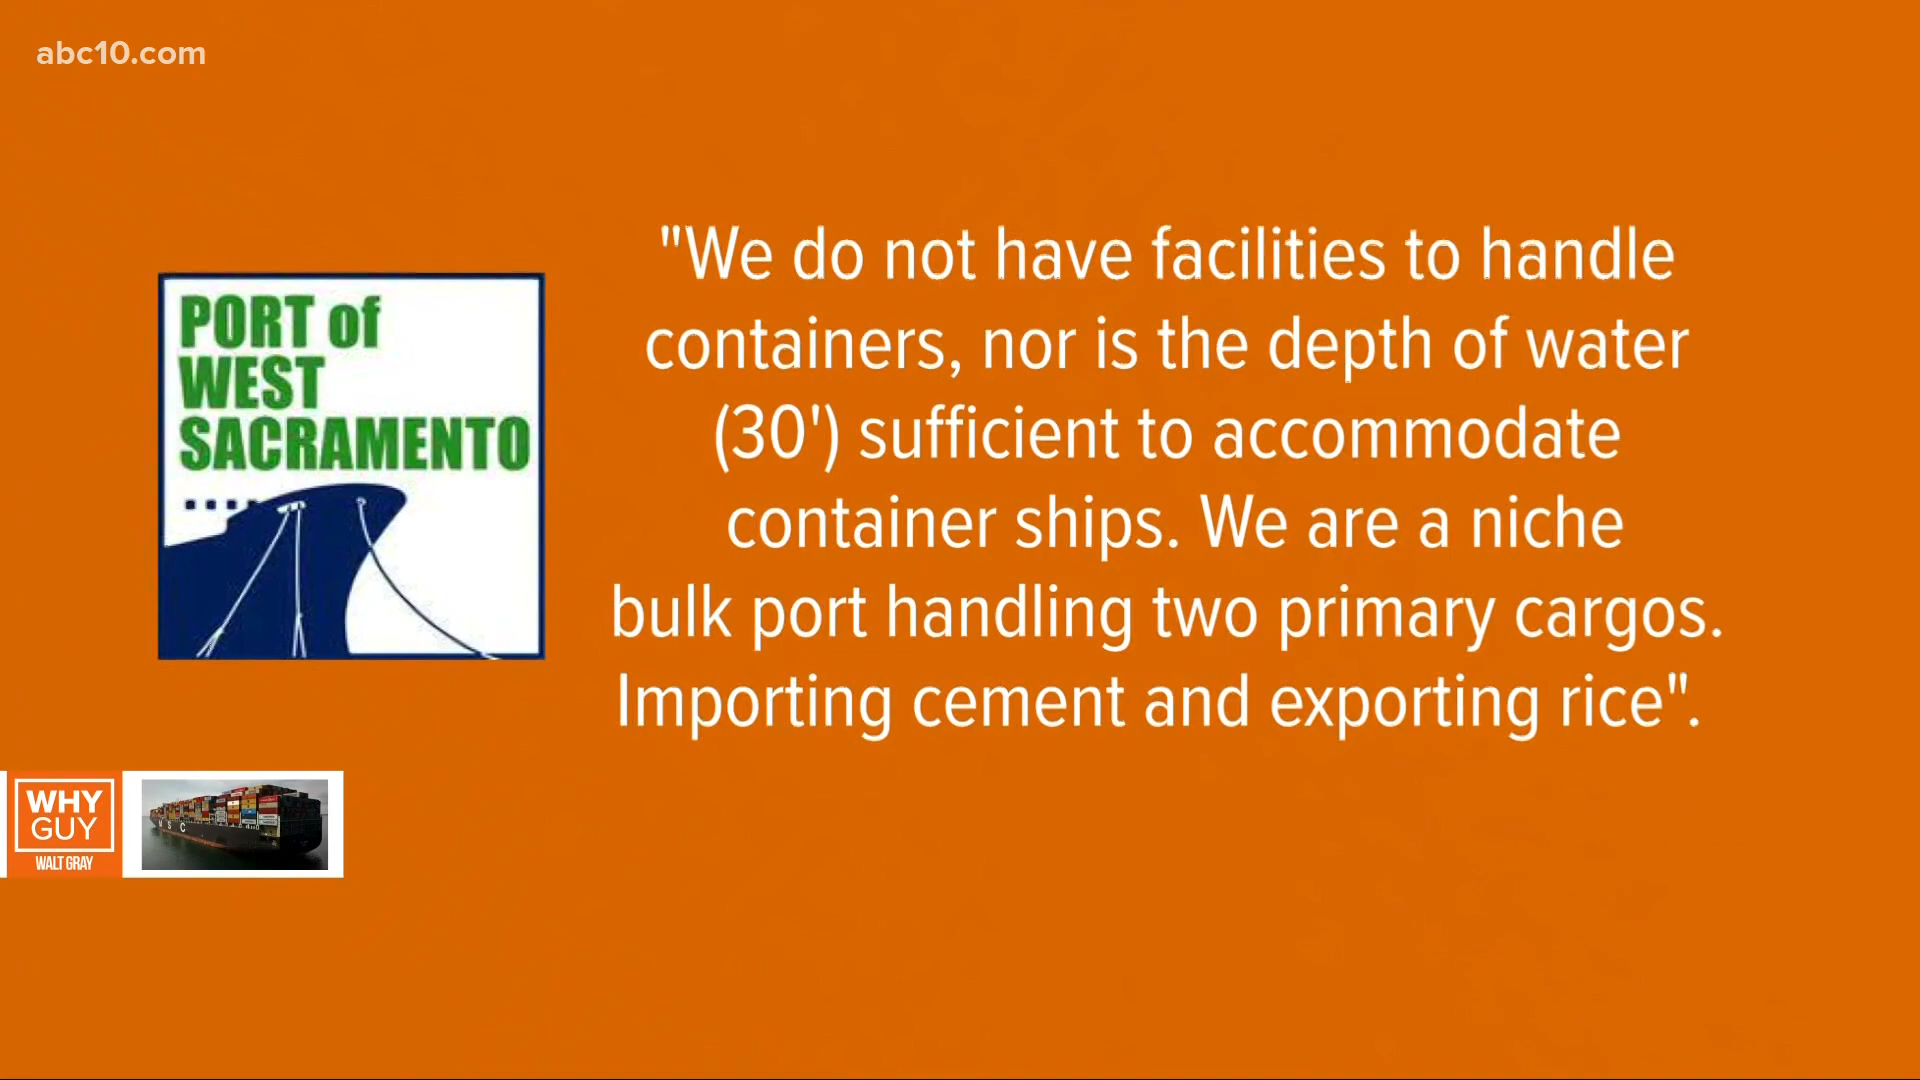 abc10.com
PORT of
WEST
SACRAMENTO
"We do not have facilities to handle
containers, nor is the depth of water
(30') sufficient to accommodate
container ships. We are a niche
bulk port handling two primary cargos.
Importing cement and exporting rice".
WHY
GUY
WALT GRAY
M S C